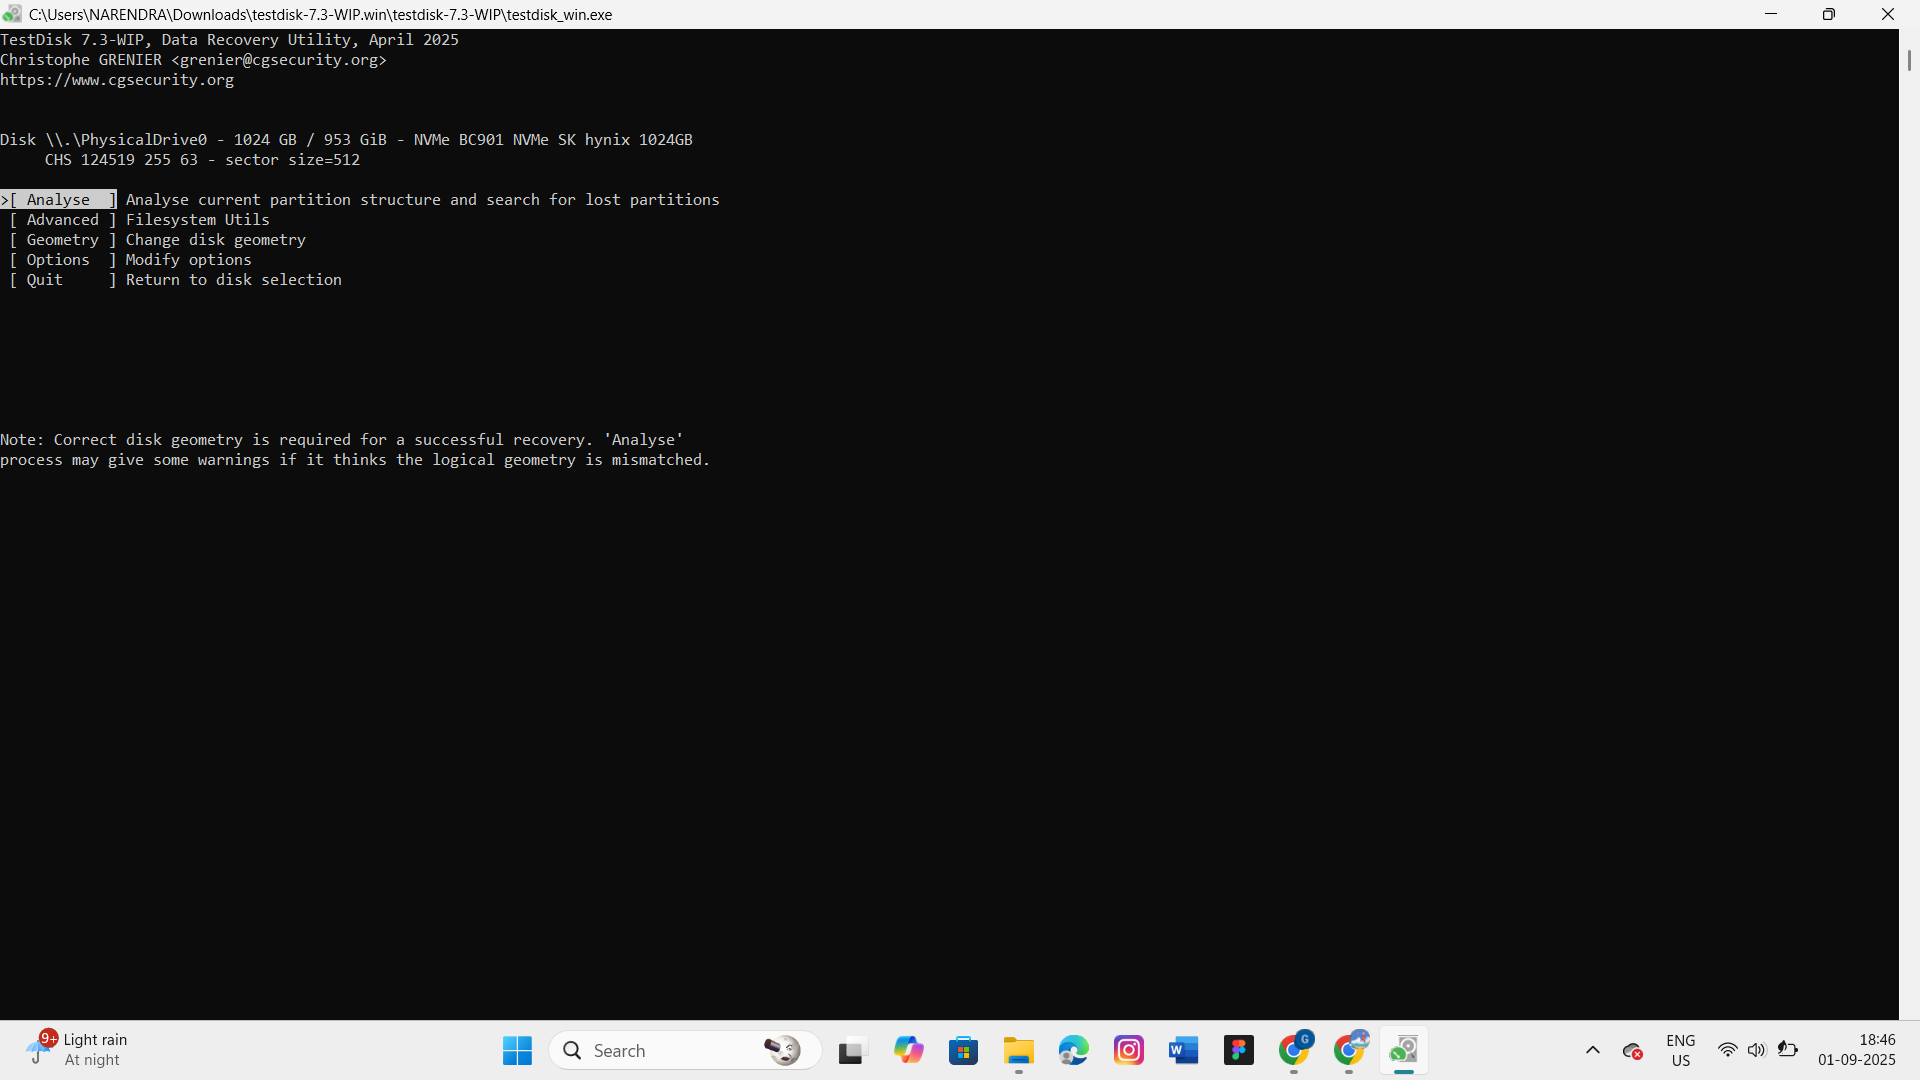 C:\Users\NARENDRA\Downloads\testdisk-7.3-WIP.win\testdisk-7.3-WIP\testdisk_win.exe
TestDisk 7.3-WIP, Data Recovery Utility, April 2025
Christophe GRENIER <grenier@cgsecurity.org>
https://www.cgsecurity.org
Disk \\.\PhysicalDrive0 - 1024 GB / 953 GiB - NVMe BC901 NVMe SK hynix 1024GB
     CHS 124519 255 63 - sector size=512
>[ Analyse  ] Analyse current partition structure and search for lost partitions
 [ Advanced ] Filesystem Utils
 [ Geometry ] Change disk geometry
 [ Options  ] Modify options
 [ Quit     ] Return to disk selection
Note: Correct disk geometry is required for a successful recovery. 'Analyse'
process may give some warnings if it thinks the logical geometry is mismatched.
9+ Light rain
At night
Search
W
G
ENG
US
18:46
01-09-2025